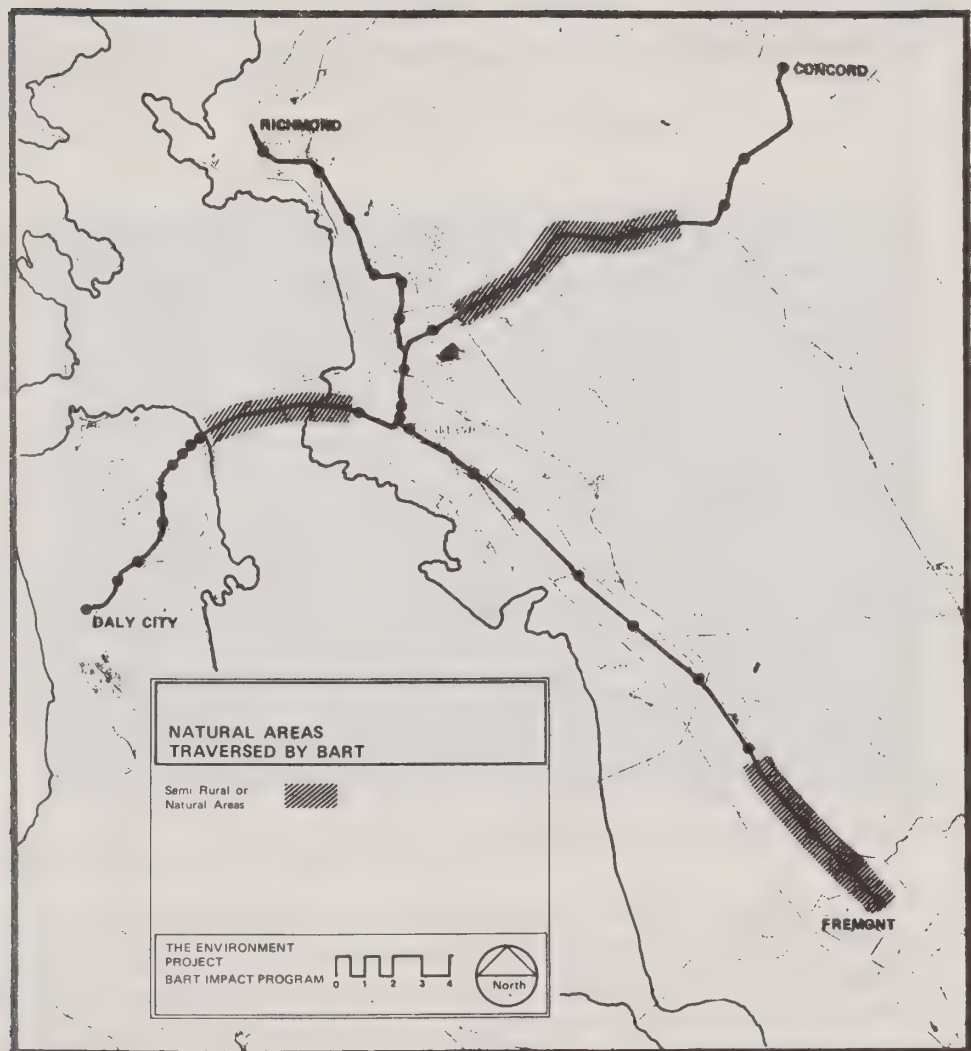 CONCORD
RICHMOND
DALY CITY
NATURAL AREAS
TRAVERSED BY BART
Semi Rural or
Natural Areas
FREMONT
THE ENVIRONMENT
PROJECT
BART IMPACT PROGRAM
0 1 2 3 4
North